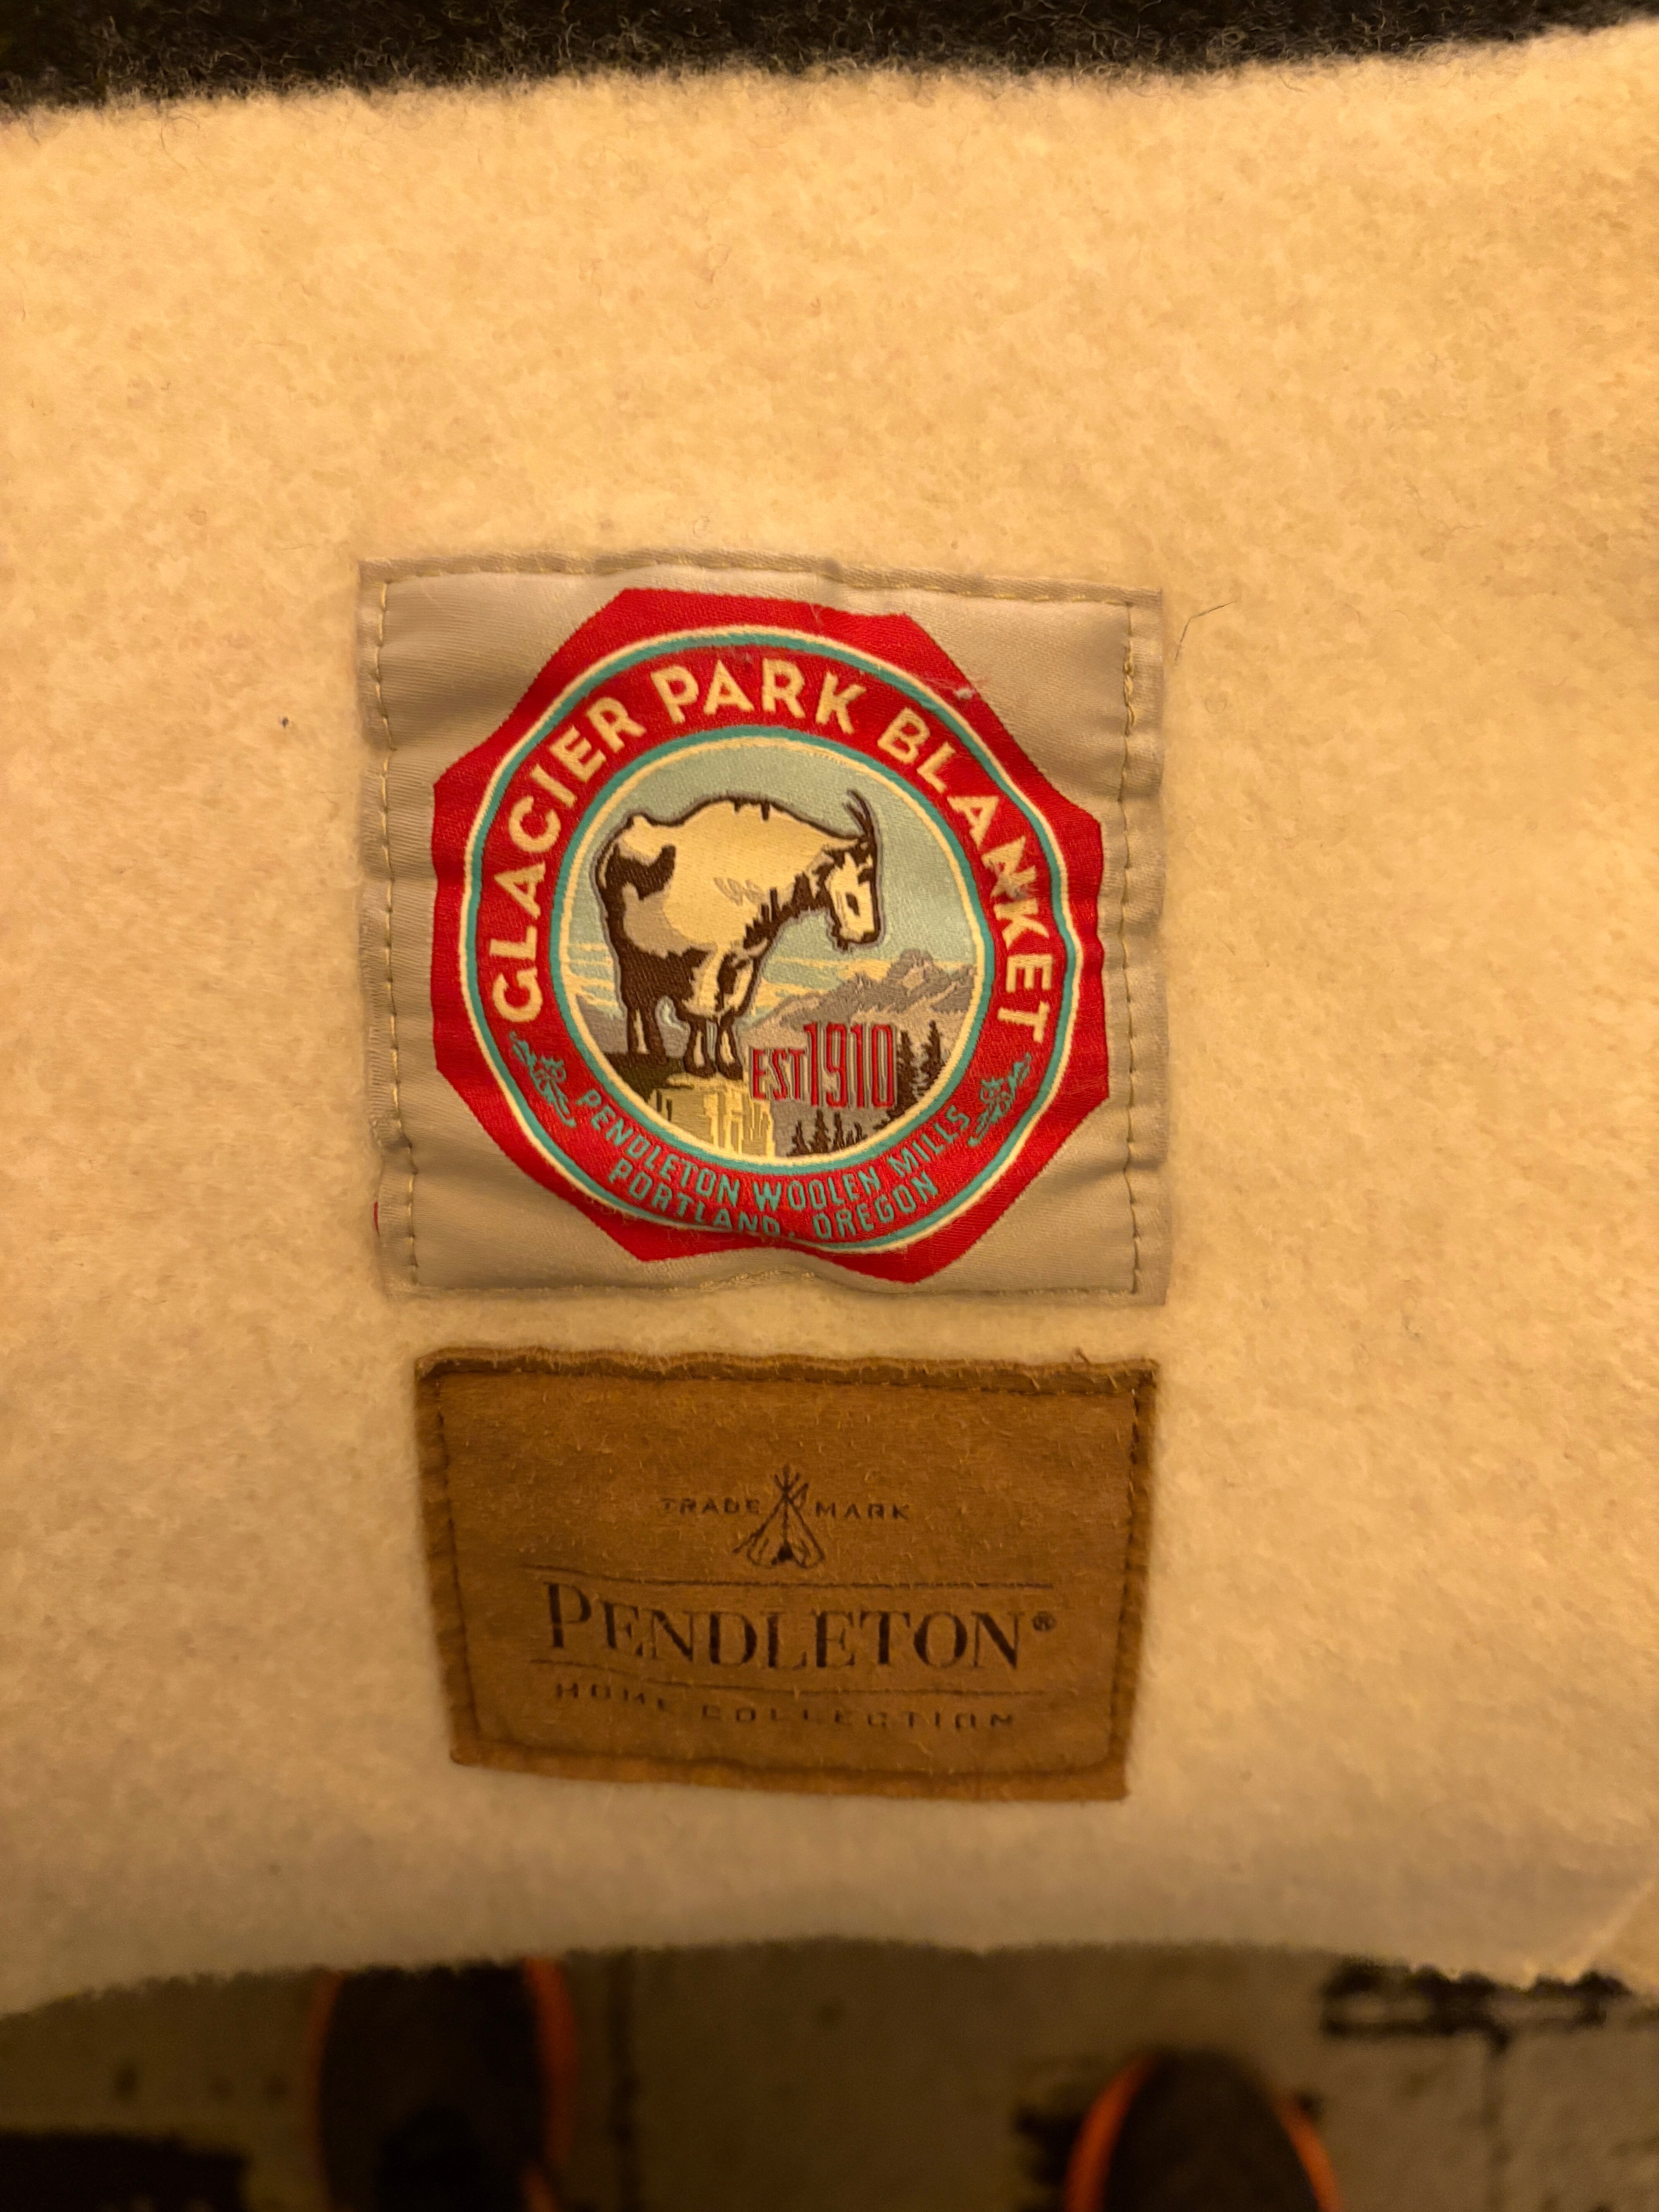 GLACIER PARK BLANKET
EST 1910
PENDLETON WOOLEN MILLS
PORTLAND, OREGON
TRADE MARK
PENDLETON®
HOME COLLECTION